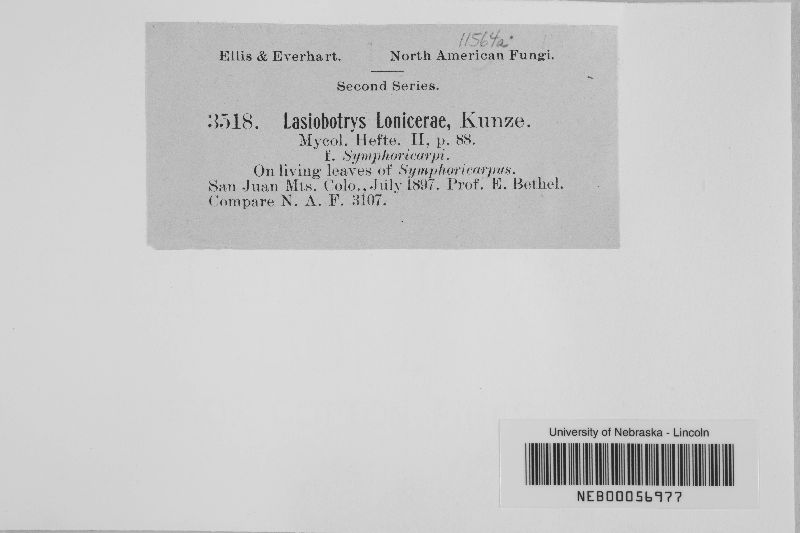 11564a
Ellis & Everhart. North American Fungi.
Second Series.
3518. Lasiobotrys Lonicerae, Kunze.
Mycol. Hefte. II, p. 88.
f. Symphoricarpi.
On living leaves of Symphoricarpus.
San Juan Mts. Colo., July 1897. Prof. E. Bethel.
Compare N. A. F. 3107.
University of Nebraska - Lincoln
NEB00056977